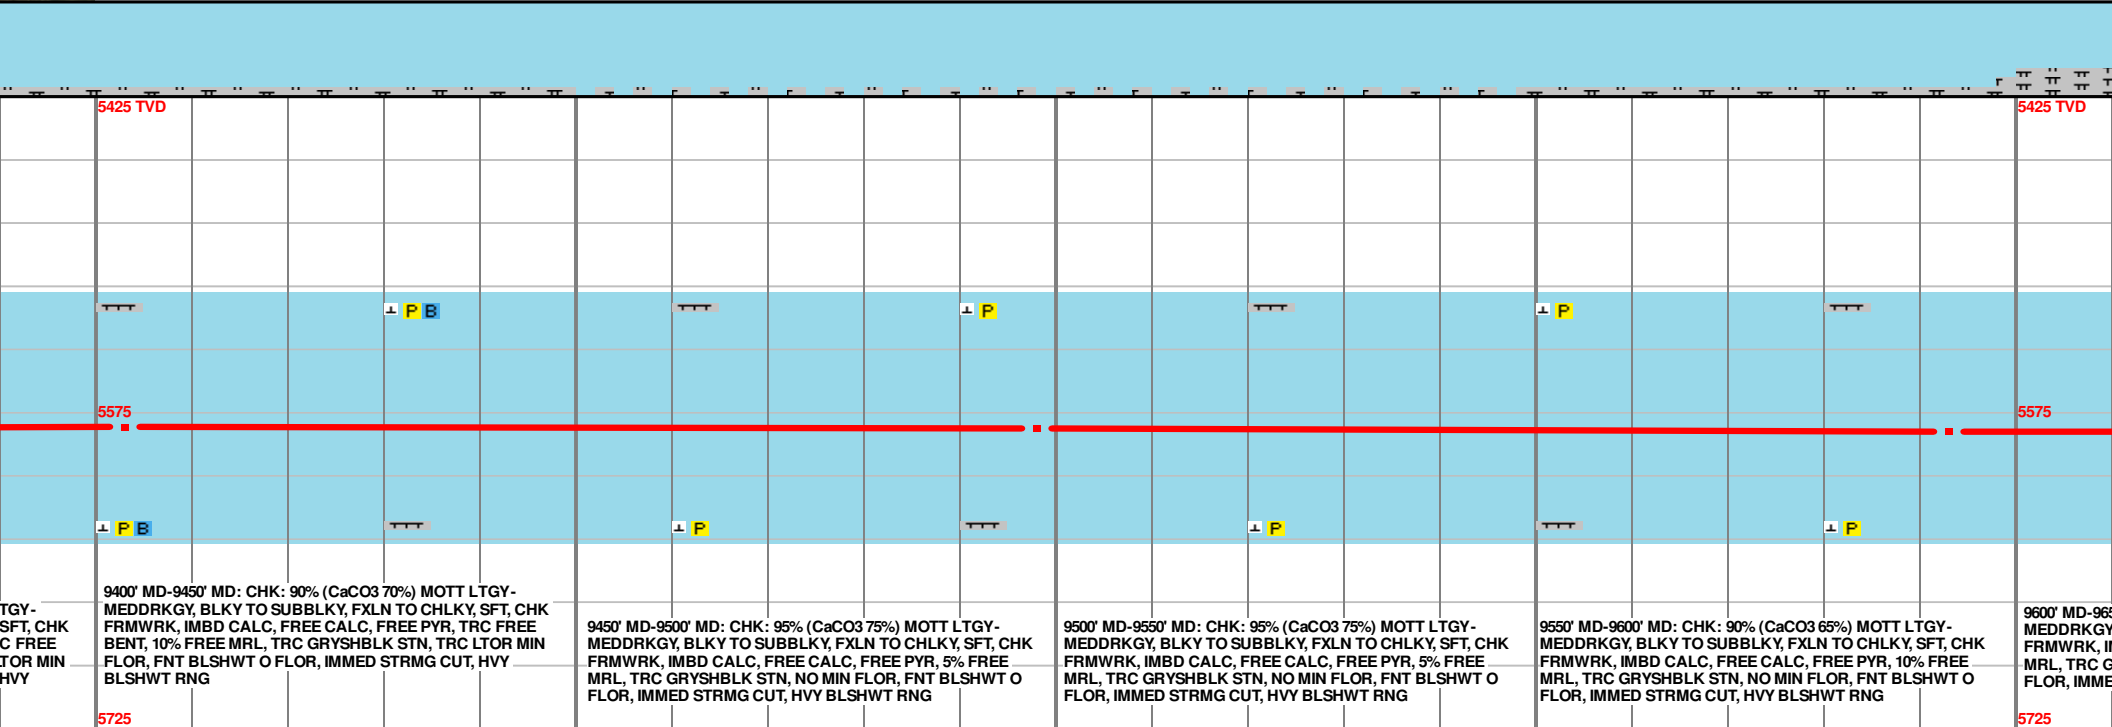 5425 TVD
5425 TVD
P B
P
P
5575
5575
P B
P
P
P
TGY-
SFT, CHK
C FREE
LTOR MIN
HVY
9400' MD-9450' MD: CHK: 90% (CaCO3 70%) MOTT LTGY-
MEDDRKGY, BLKY TO SUBBLKY, FXLN TO CHLKY, SFT, CHK
FRMWRK, IMBD CALC, FREE CALC, FREE PYR, TRC FREE
BENT, 10% FREE MRL, TRC GRYSHBLK STN, TRC LTOR MIN
FLOR, FNT BLSHWT O FLOR, IMMED STRMG CUT, HVY
BLSHWT RNG
9450' MD-9500' MD: CHK: 95% (CaCO3 75%) MOTT LTGY-
MEDDRKGY, BLKY TO SUBBLKY, FXLN TO CHLKY, SFT, CHK
FRMWRK, IMBD CALC, FREE CALC, FREE PYR, 5% FREE
MRL, TRC GRYSHBLK STN, NO MIN FLOR, FNT BLSHWT O
FLOR, IMMED STRMG CUT, HVY BLSHWT RNG
9500' MD-9550' MD: CHK: 95% (CaCO3 75%) MOTT LTGY-
MEDDRKGY, BLKY TO SUBBLKY, FXLN TO CHLKY, SFT, CHK
FRMWRK, IMBD CALC, FREE CALC, FREE PYR, 5% FREE
MRL, TRC GRYSHBLK STN, NO MIN FLOR, FNT BLSHWT O
FLOR, IMMED STRMG CUT, HVY BLSHWT RNG
9550' MD-9600' MD: CHK: 90% (CaCO3 65%) MOTT LTGY-
MEDDRKGY, BLKY TO SUBBLKY, FXLN TO CHLKY, SFT, CHK
FRMWRK, IMBD CALC, FREE CALC, FREE PYR, 10% FREE
MRL, TRC GRYSHBLK STN, NO MIN FLOR, FNT BLSHWT O
FLOR, IMMED STRMG CUT, HVY BLSHWT RNG
9600' MD-965
MEDDRKGY
FRMWRK, I
MRL, TRC G
FLOR, IMME
5725
5725